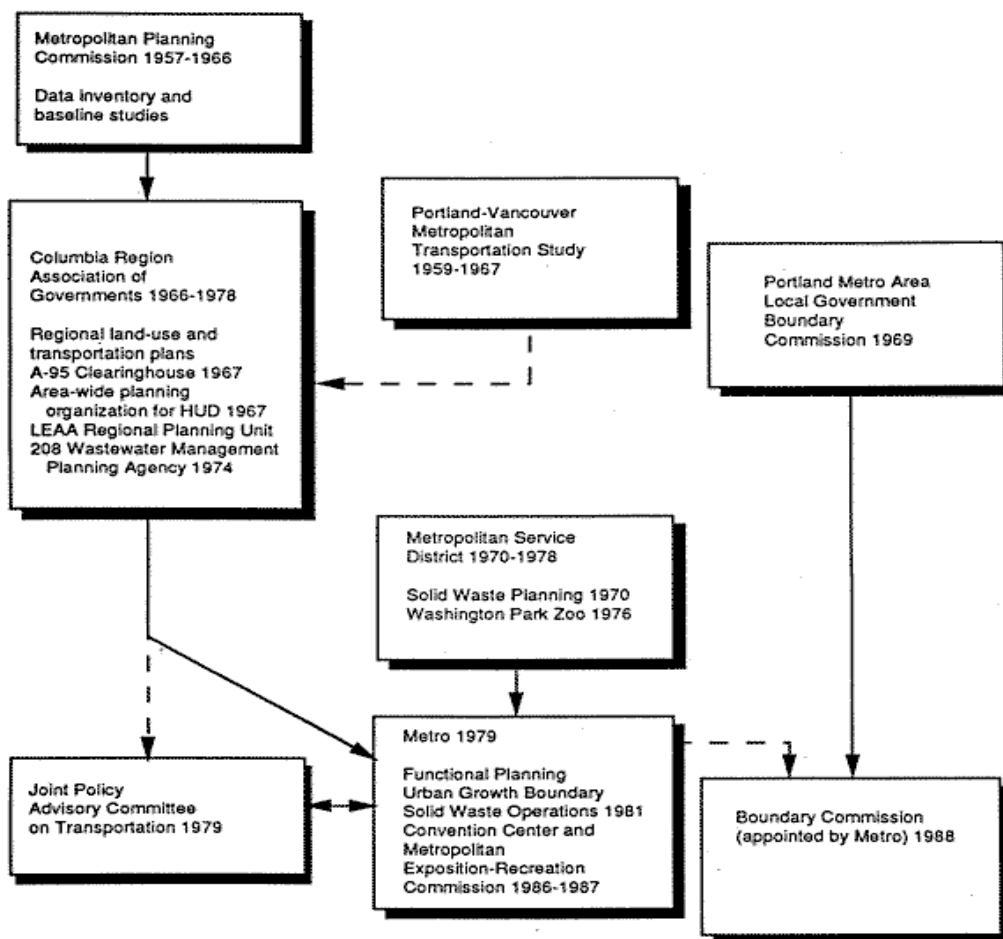 Metropolitan Planning
Commission 1957-1966
Data inventory and
baseline studies
Columbia Region
Association of
Governments 1966-1978
Regional land-use and
transportation plans
A-95 Clearinghouse 1967
Area-wide planning
organization for HUD 1967
LEAA Regional Planning Unit
208 Wastewater Management
Planning Agency 1974
Portland-Vancouver
Metropolitan
Transportation Study
1959-1967
Portland Metro Area
Local Government
Boundary
Commission 1969
Metropolitan Service
District 1970-1978
Solid Waste Planning 1970
Washington Park Zoo 1976
Joint Policy
Advisory Committee
on Transportation 1979
Metro 1979
Functional Planning
Urban Growth Boundary
Solid Waste Operations 1981
Convention Center and
Metropolitan
Exposition-Recreation
Commission 1986-1987
Boundary Commission
(appointed by Metro) 1988